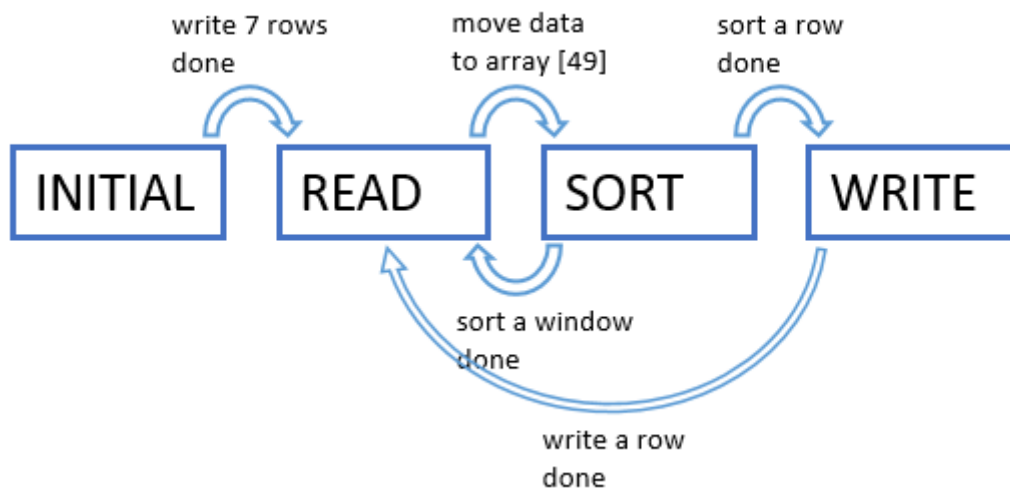 write 7 rows
done
move data
to array [49]
sort a row
done
INITIAL
READ
SORT
WRITE
sort a window
done
write a row
done